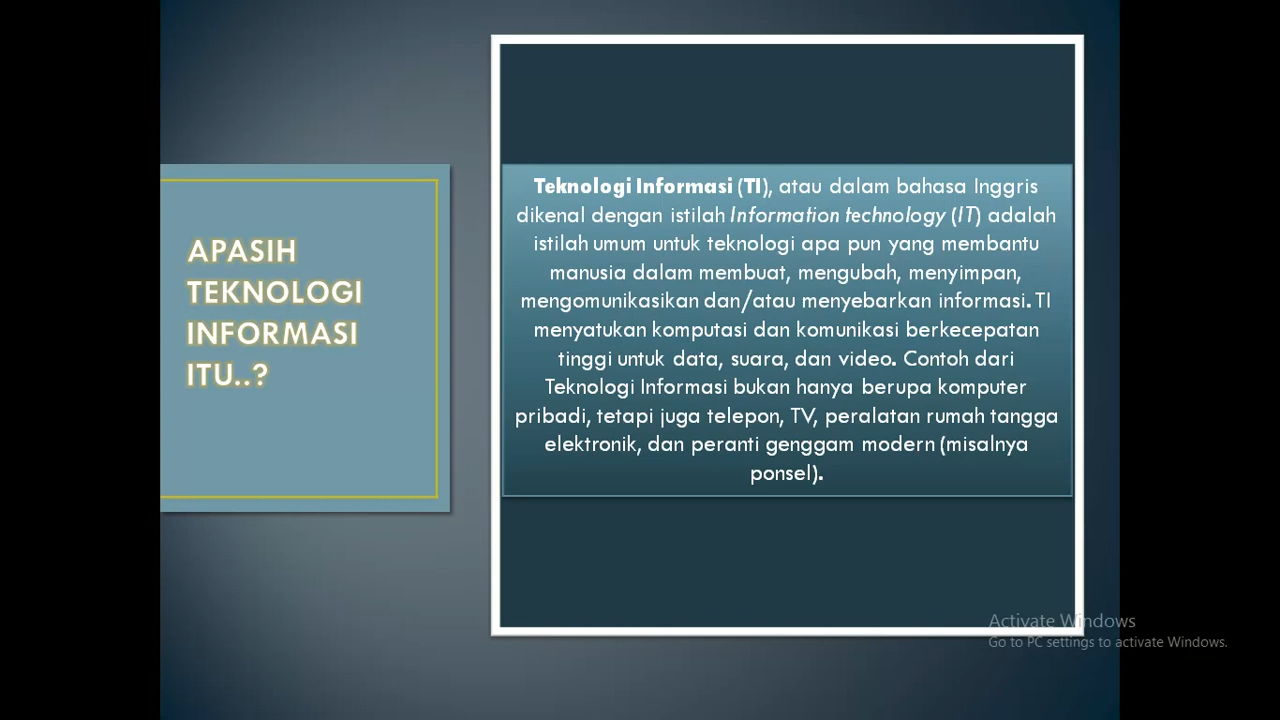 APASIH
TEKNOLOGI
INFORMASI
ITU..?
Teknologi Informasi (TI), atau dalam bahasa Inggris
dikenal dengan istilah Information technology (IT) adalah
istilah umum untuk teknologi apa pun yang membantu
manusia dalam membuat, mengubah, menyimpan,
mengomunikasikan dan/atau menyebarkan informasi. TI
menyatukan komputasi dan komunikasi berkecepatan
tinggi untuk data, suara, dan video. Contoh dari
Teknologi Informasi bukan hanya berupa komputer
pribadi, tetapi juga telepon, TV, peralatan rumah tangga
elektronik, dan peranti genggam modern (misalnya
ponsel).
Activate Windows
Go to PC settings to activate Windows.